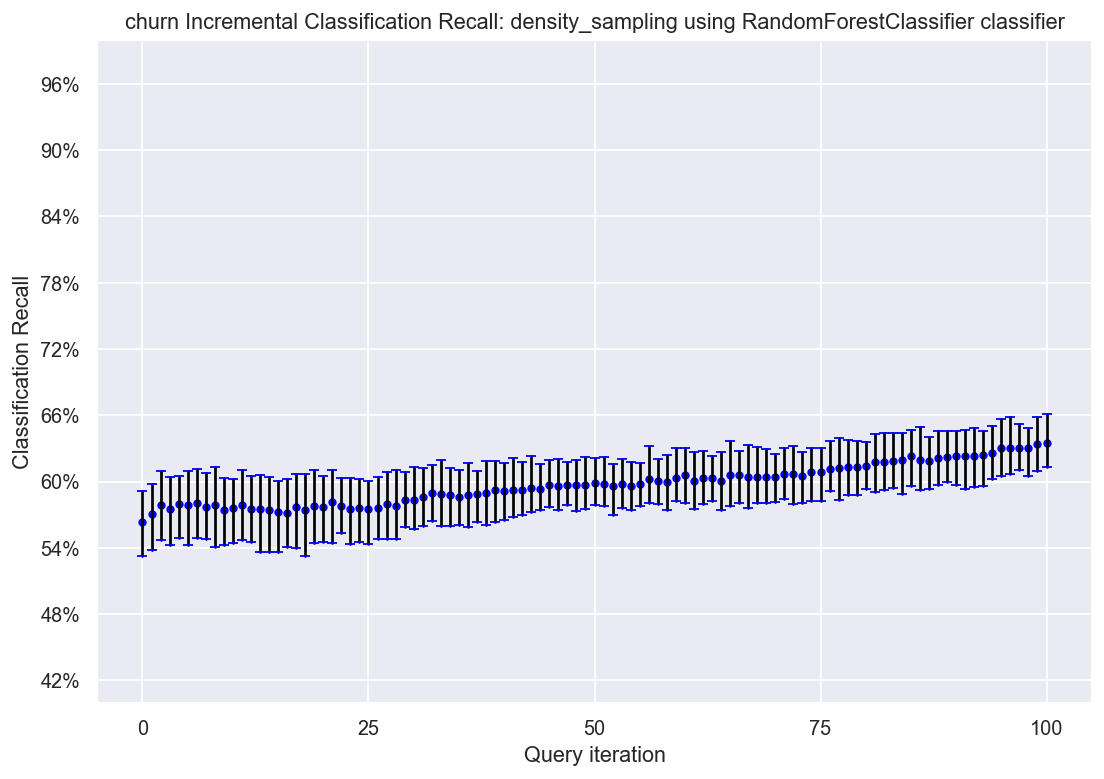 churn Incremental Classification Recall: density_sampling using RandomForestClassifier classifier
96%
90%
84%
78%
72%
66%
60%
54%
48%
42%
Classification Recall
0 25 50 75 100
Query iteration